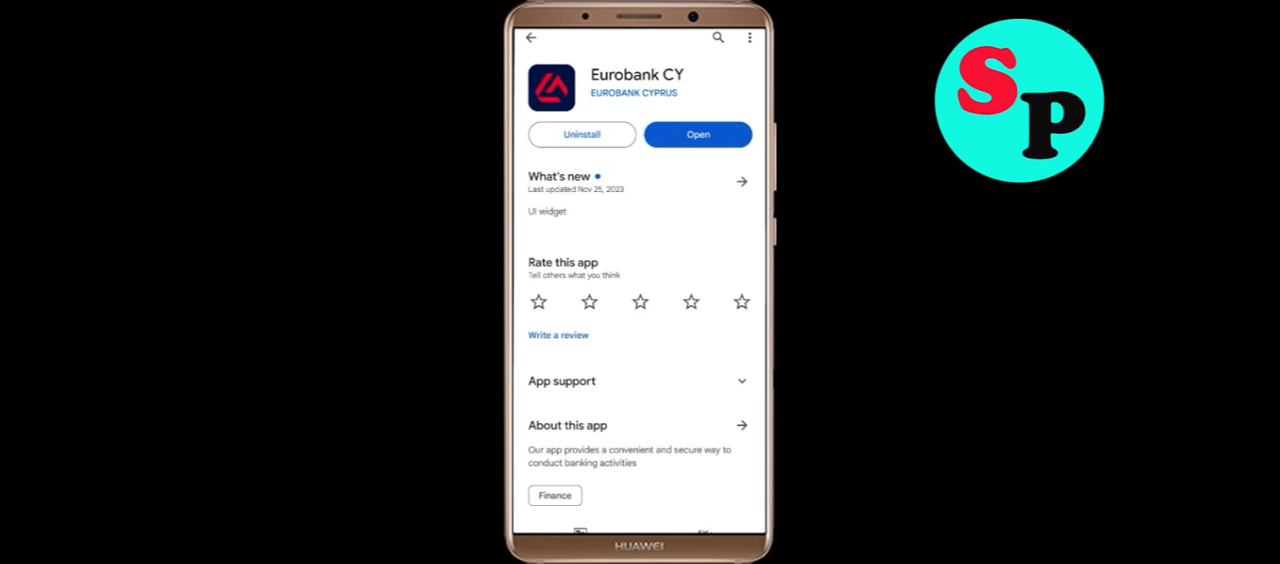 Eurobank CY
EUROBANK CYPRUS
Uninstall
Open
What's new
Last updated Nov 25, 2023
UI widget
Rate this app
Tell others what you think
Write a review
App support
About this app
Our app provides a convenient and secure way to
conduct banking activities
Finance
HUAWEI
SP